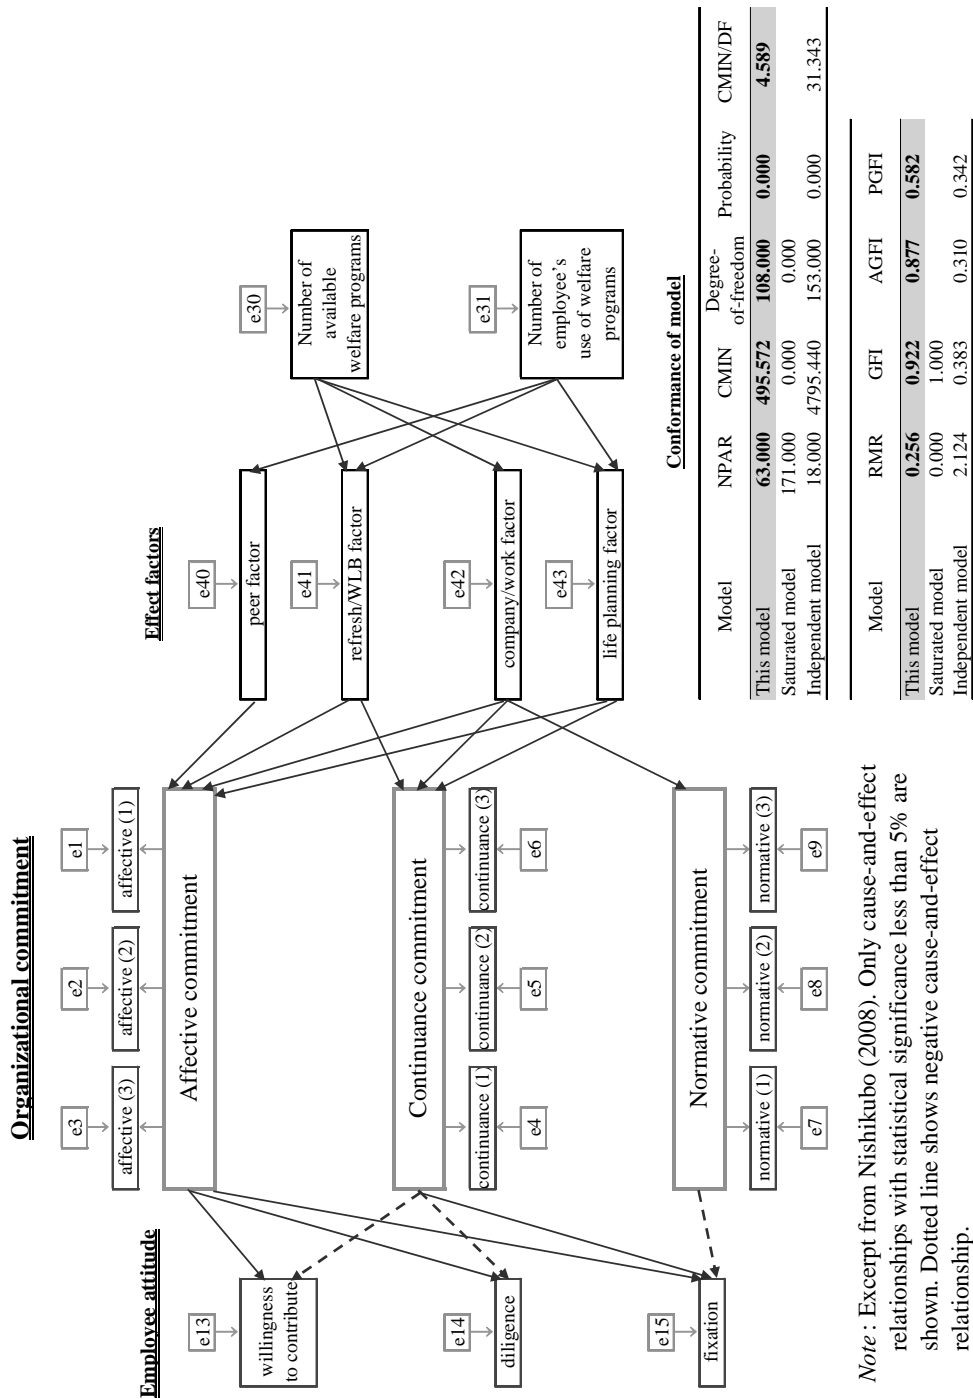 Organizational commitment
Employee attitude
Effect factors
e3
e2
e1
affective (3)
affective (2)
affective (1)
Affective commitment
e13
willingness
to contribute
e14
diligence
e15
fixation
Continuance commitment
continuance (1)
continuance (2)
continuance (3)
e4
e5
e6
Normative commitment
normative (1)
normative (2)
normative (3)
e7
e8
e9
e40
peer factor
e41
refresh/WLB factor
e42
company/work factor
e43
life planning factor
e30
Number of
available
welfare programs
e31
Number of
employee's
use of welfare
programs
Conformance of model
Model NPAR CMIN Degree-
of-freedom Probability CMIN/DF
This model 63.000 495.572 108.000 0.000 4.589
Saturated model 171.000 0.000 0.000
Independent model 18.000 4795.440 153.000 0.000 31.343
Model RMR GFI AGFI PGFI
This model 0.256 0.922 0.877 0.582
Saturated model 0.000 1.000
Independent model 2.124 0.383 0.310 0.342
Note : Excerpt from Nishikubo (2008). Only cause-and-effect
relationships with statistical significance less than 5% are
shown. Dotted line shows negative cause-and-effect
relationship.